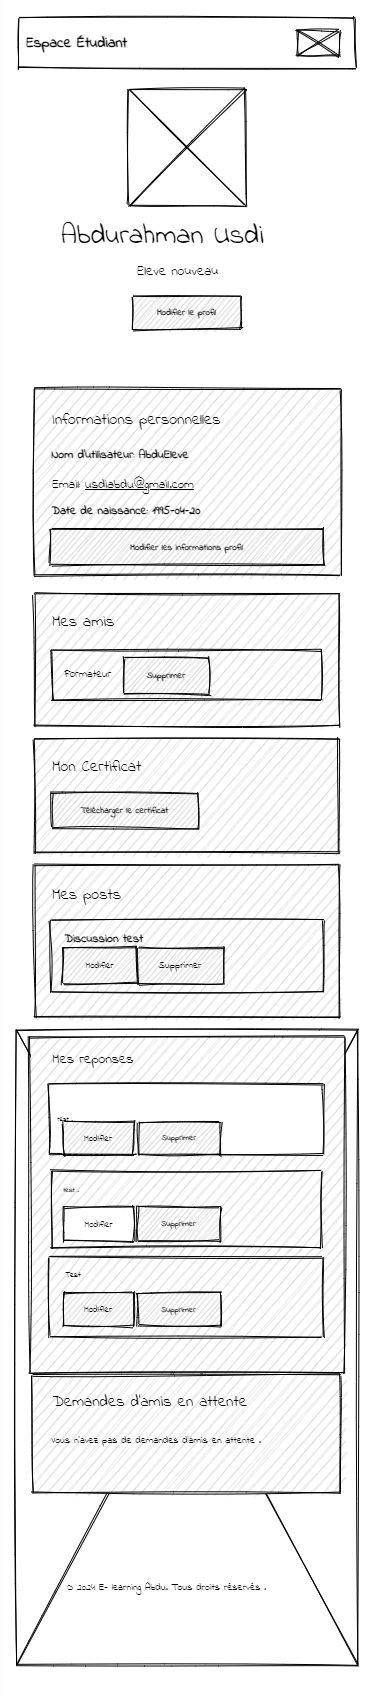 Espace Étudiant
Abdurahman Usdi
Eleve nouveau
Modifier le profil
Informations personnelles
Nom d'utilisateur: AbduEleve
Email: usdiabdu@gmail.com
Date de naissance: 1995-04-20
Modifier les informations profil
Mes amis
Formateur
Supprimer
Mon Certificat
Télécharger le certificat
Mes posts
Discussion test
Modifier Supprimer
Mes reponses
test
Modifier Supprimer
test .
Modifier Supprimer
Test
Modifier Supprimer
Demandes d'amis en attente
Vous n'avez pas de demandes d'amis en attente .
© 2024 E- learning Abdu. Tous droits réservés .